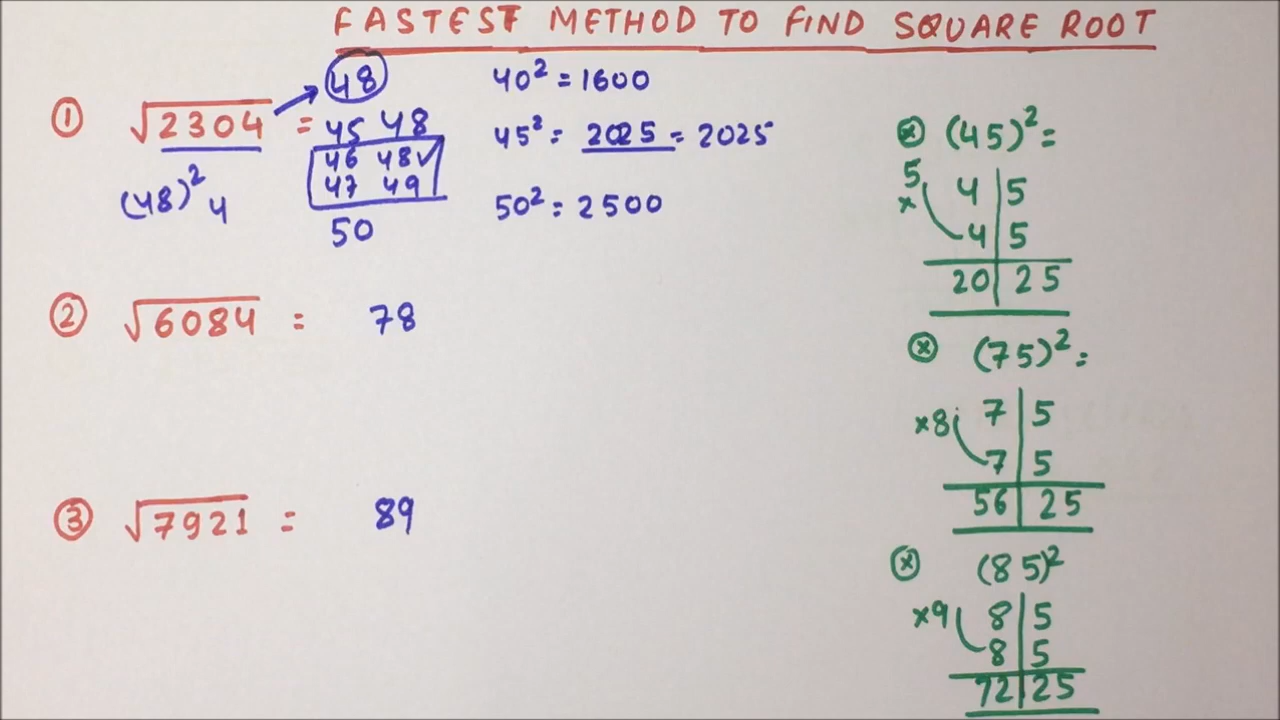 FASTEST METHOD TO FIND SQUARE ROOT
① √2304 = 48
45 48
46 48✓
47 49
50
(48)² 4
40² = 1600
45² = 2025 = 2025
50² = 2500
② √6084 = 78
③ √7921 = 89
ⓧ (45)² =
5 × 4 | 5
4 | 5
20 | 25
ⓧ (75)² =
×8 7 | 5
7 | 5
56 | 25
ⓧ (85)²
×9 8 | 5
8 | 5
72 | 25